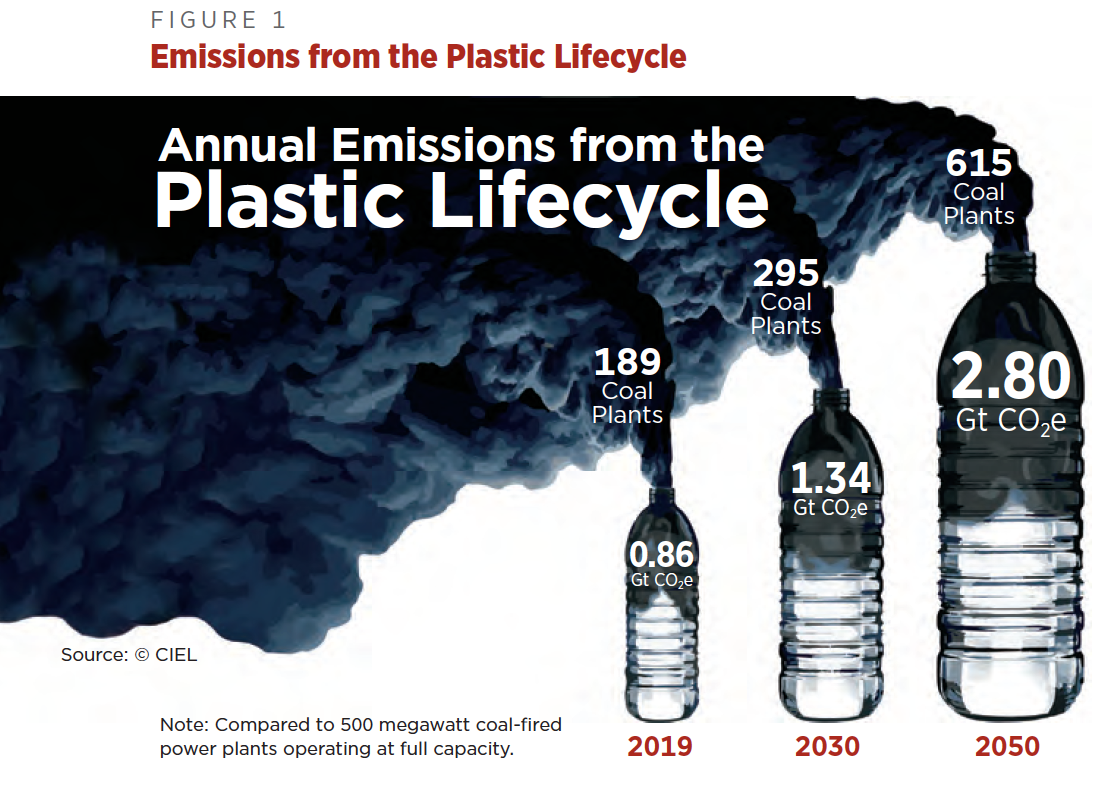 FIGURE 1
Emissions from the Plastic Lifecycle
Annual Emissions from the
Plastic Lifecycle
615
Coal
Plants
295
Coal
Plants
189
Coal
Plants
2.80
Gt CO₂e
1.34
Gt CO₂e
0.86
Gt CO₂e
Source: © CIEL
Note: Compared to 500 megawatt coal-fired
power plants operating at full capacity.
2019
2030
2050